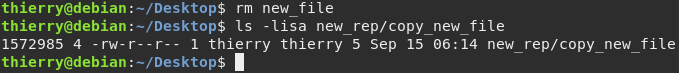 thierry@debian:~/Desktop$ rm new_file
thierry@debian:~/Desktop$ ls -lisa new_rep/copy_new_file
1572985 4 -rw-r--r-- 1 thierry thierry 5 Sep 15 06:14 new_rep/copy_new_file
thierry@debian:~/Desktop$